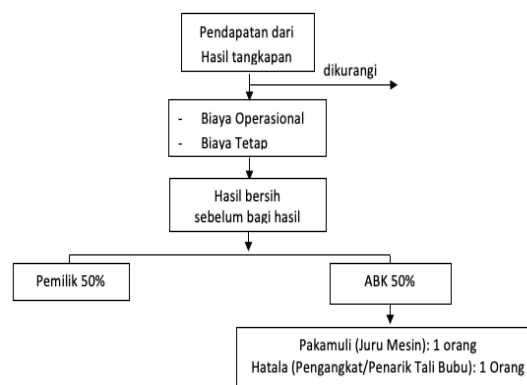 Pendapatan dari
Hasil tangkapan
dikurangi
- Biaya Operasional
- Biaya Tetap
Hasil bersih
sebelum bagi hasil
Pemilik 50%
ABK 50%
Pakamuli (Juru Mesin): 1 orang
Hatala (Pengangkat/Penarik Tali Bubu): 1 Orang